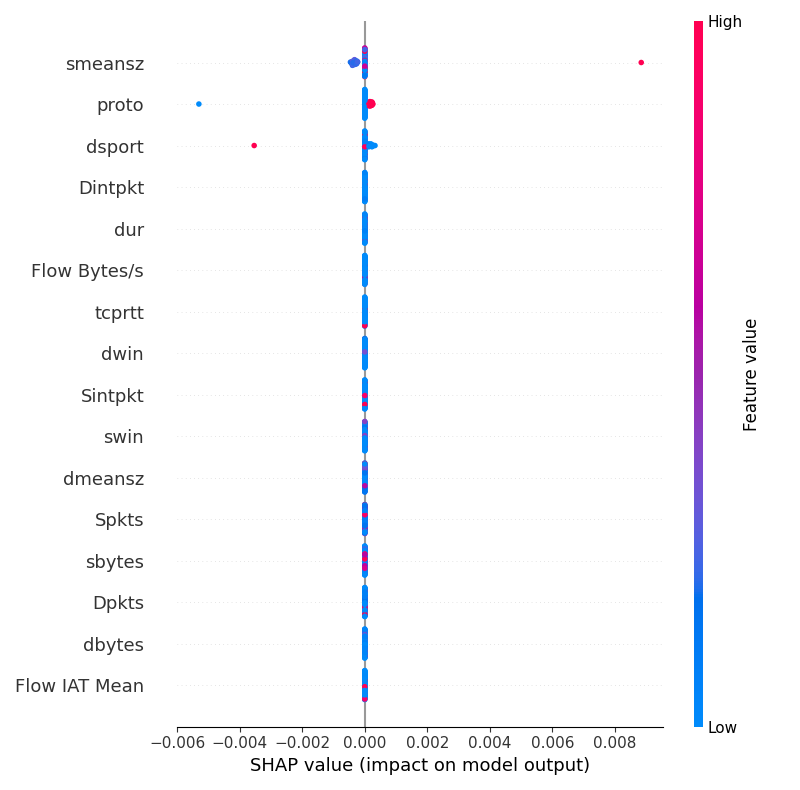 High
smeansz
proto
dsport
Dintpkt
dur
Flow Bytes/s
tcprtt
dwin
Sintpkt
swin
dmeansz
Spkts
sbytes
Dpkts
dbytes
Flow IAT Mean
Feature value
Low
−0.006 −0.004 −0.002 0.000 0.002 0.004 0.006 0.008
SHAP value (impact on model output)